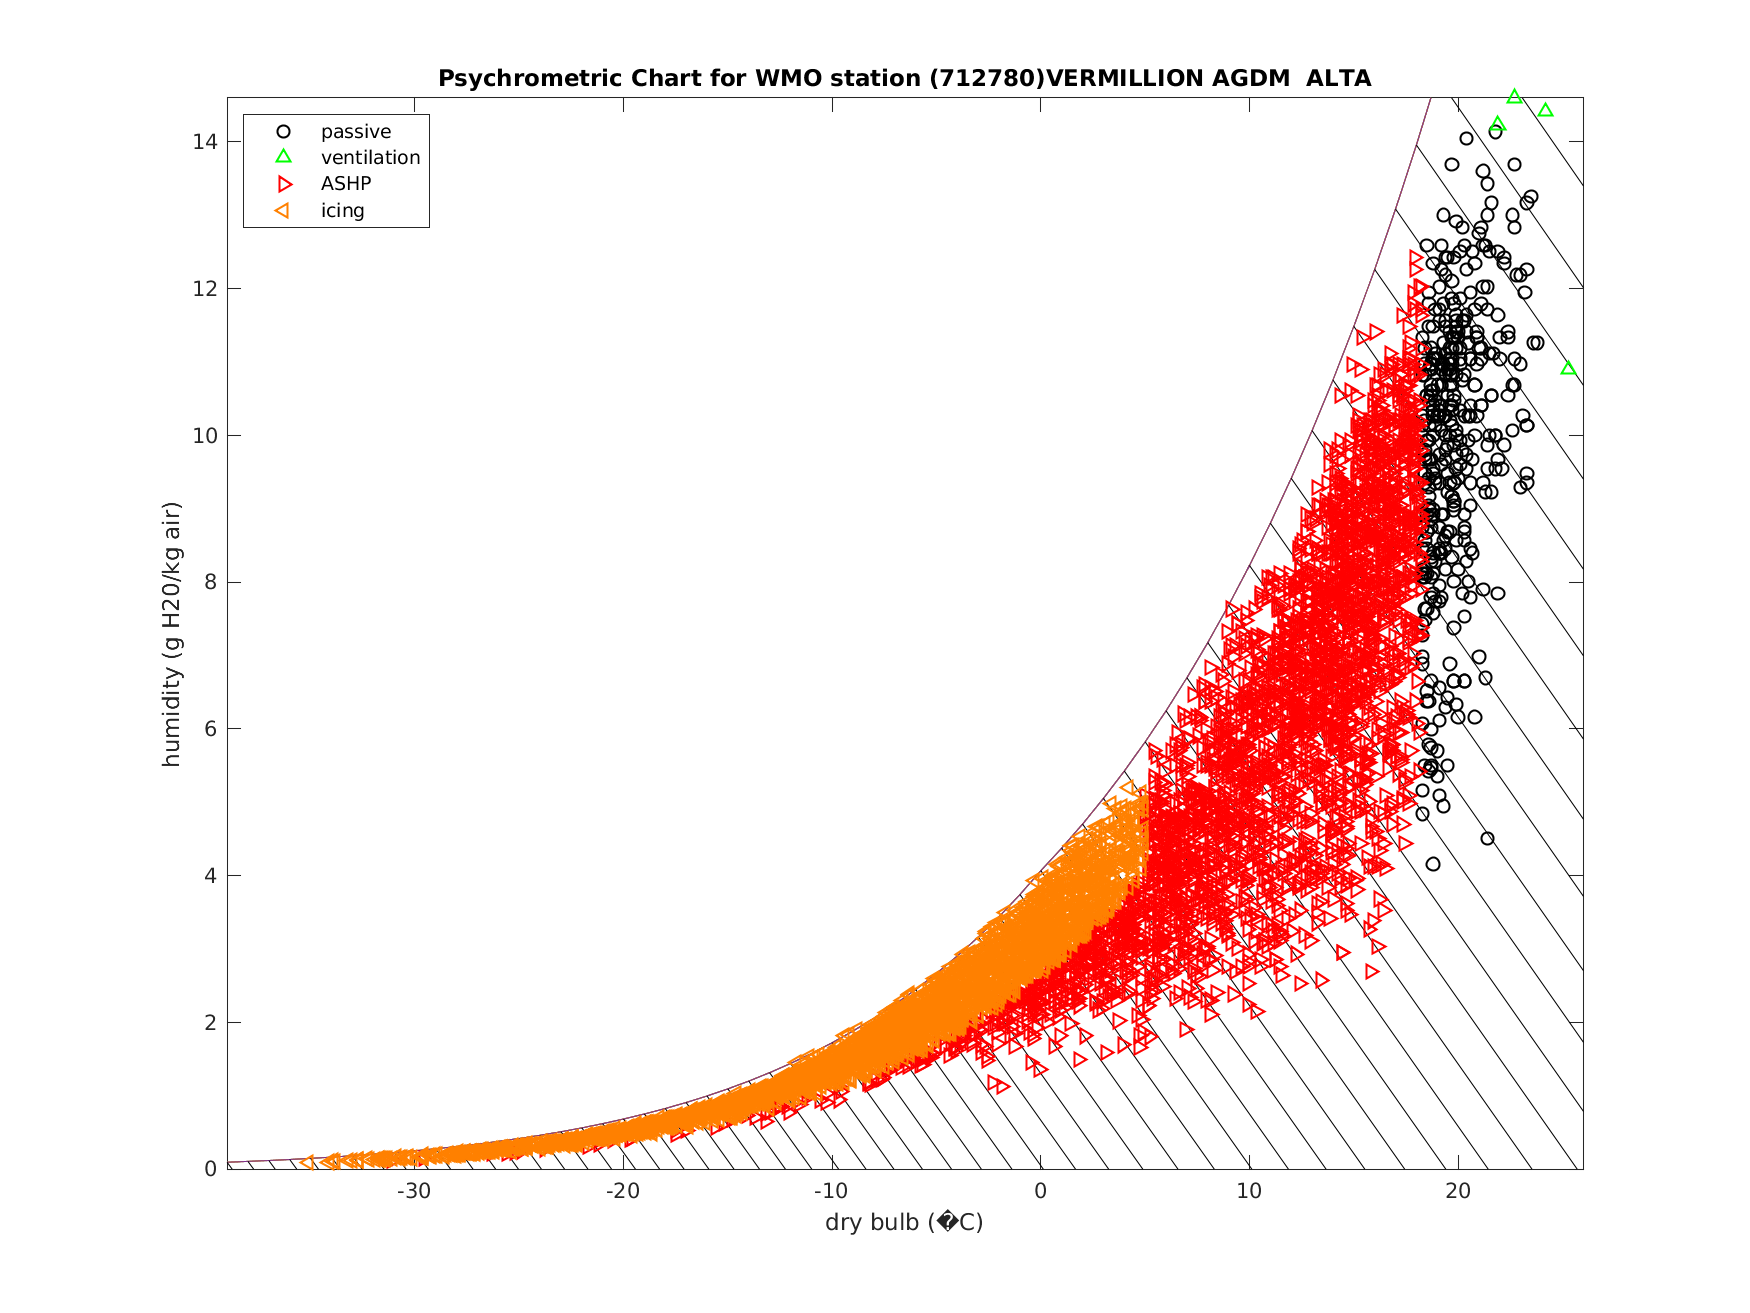 Psychrometric Chart for WMO station (712780)VERMILLION AGDM  ALTA
passive
ventilation
ASHP
icing
14
12
10
8
6
4
2
0
humidity (g H20/kg air)
-30
-20
-10
0
10
20
dry bulb (�C)